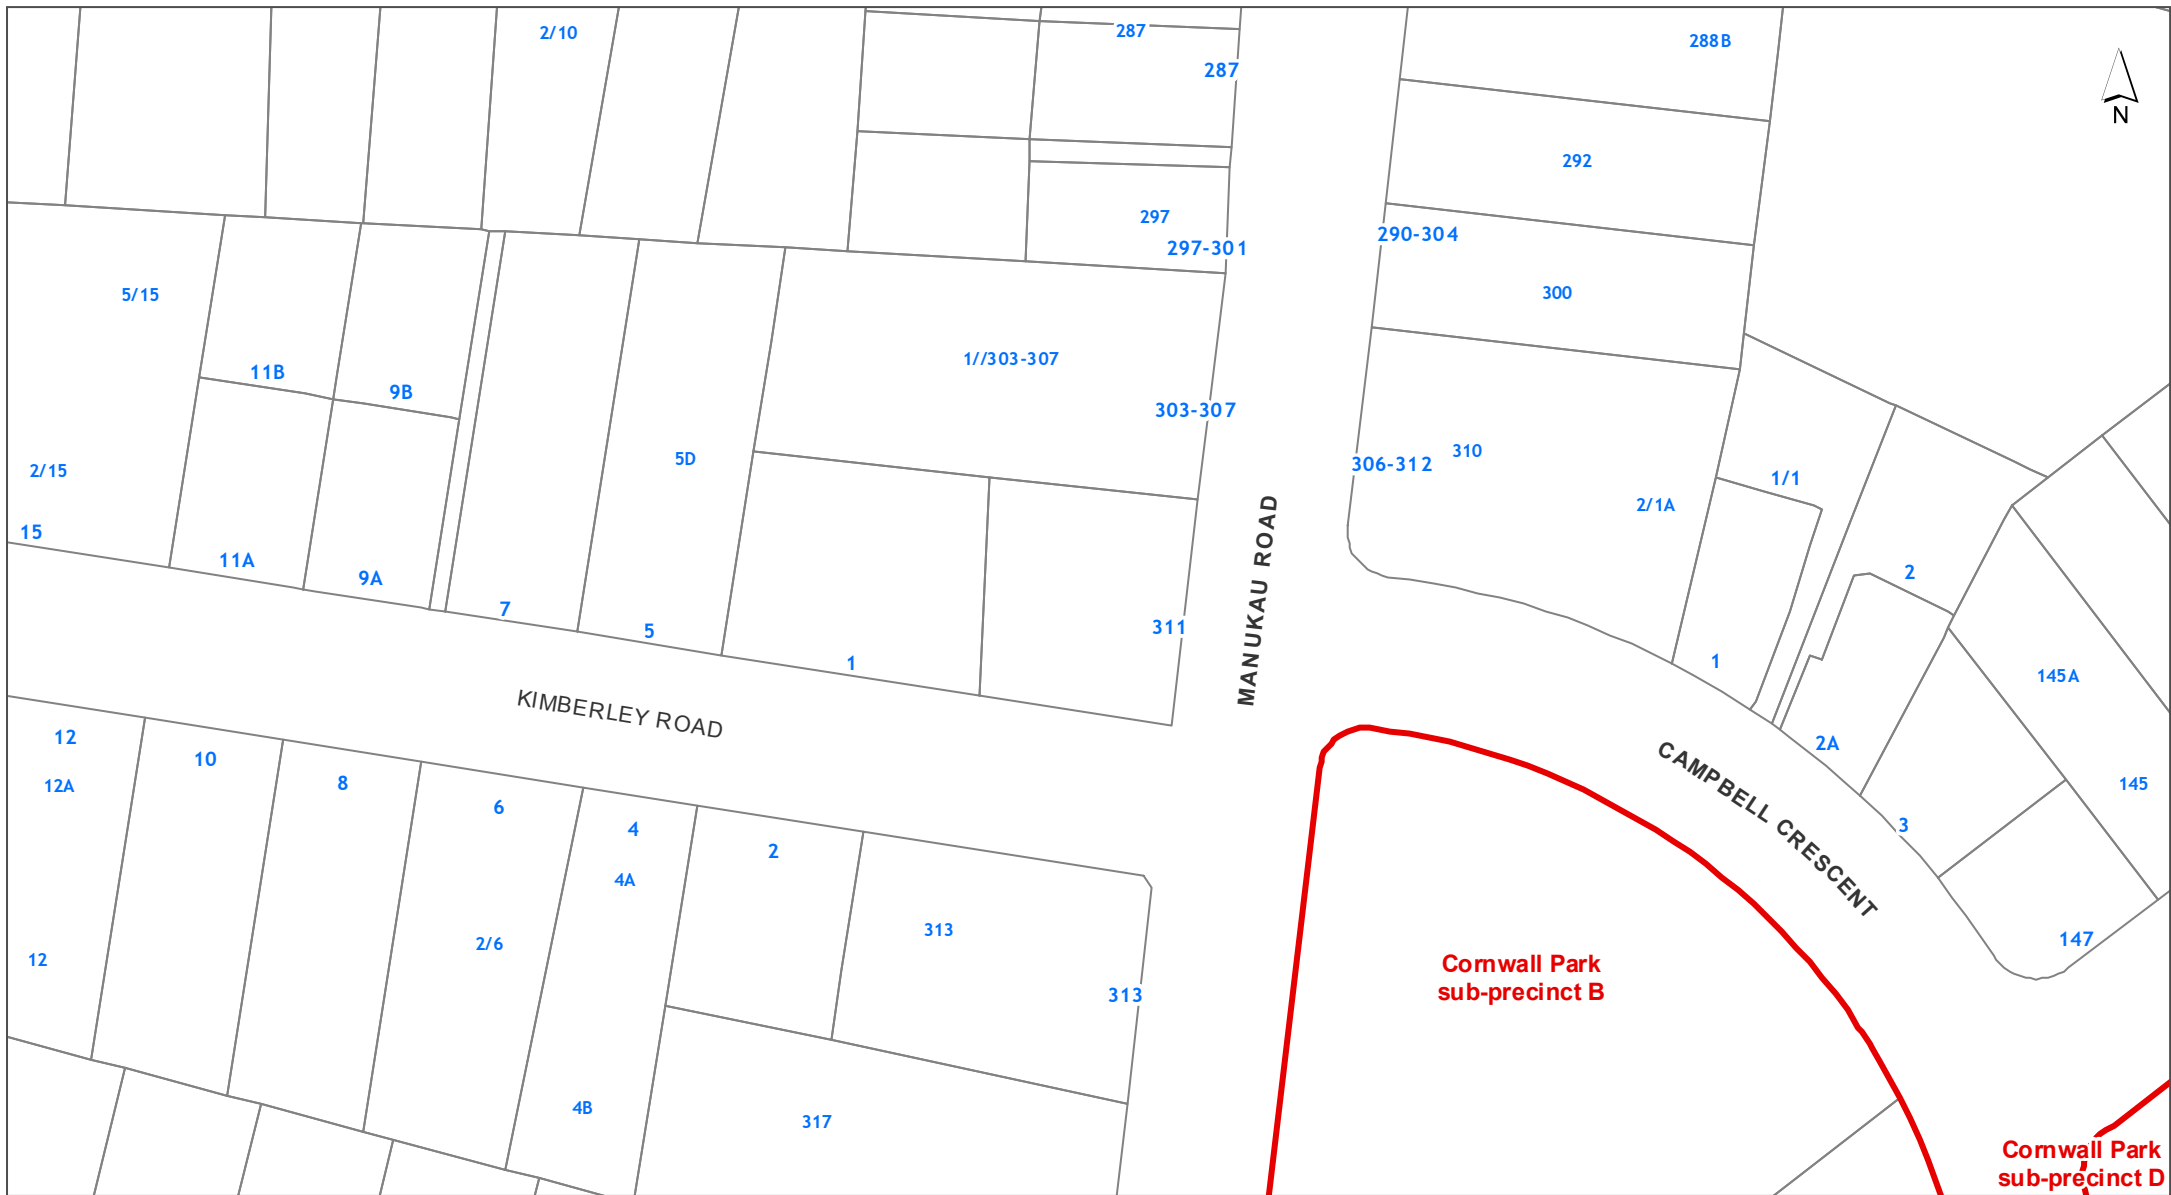 2/10
287
288B
287
N
292
297
290-304
297-301
5/15
300
1//303-307
11B
9B
303-307
310
5D
306-312
2/15
1/1
2/1A
15
11A
2
9A
7
311
5
MANUKAU ROAD
1
1
145A
KIMBERLEY ROAD
12
2A
10
CAMPBELL CRESCENT
8
12A
145
6
4
3
2
4A
313
147
2/6
12
Cornwall Park
sub-precinct B
313
4B
317
Cornwall Park
sub-precinct D